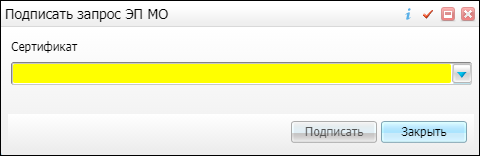 Подписать запрос ЭП МО
Сертификат
Подписать
Закрыть